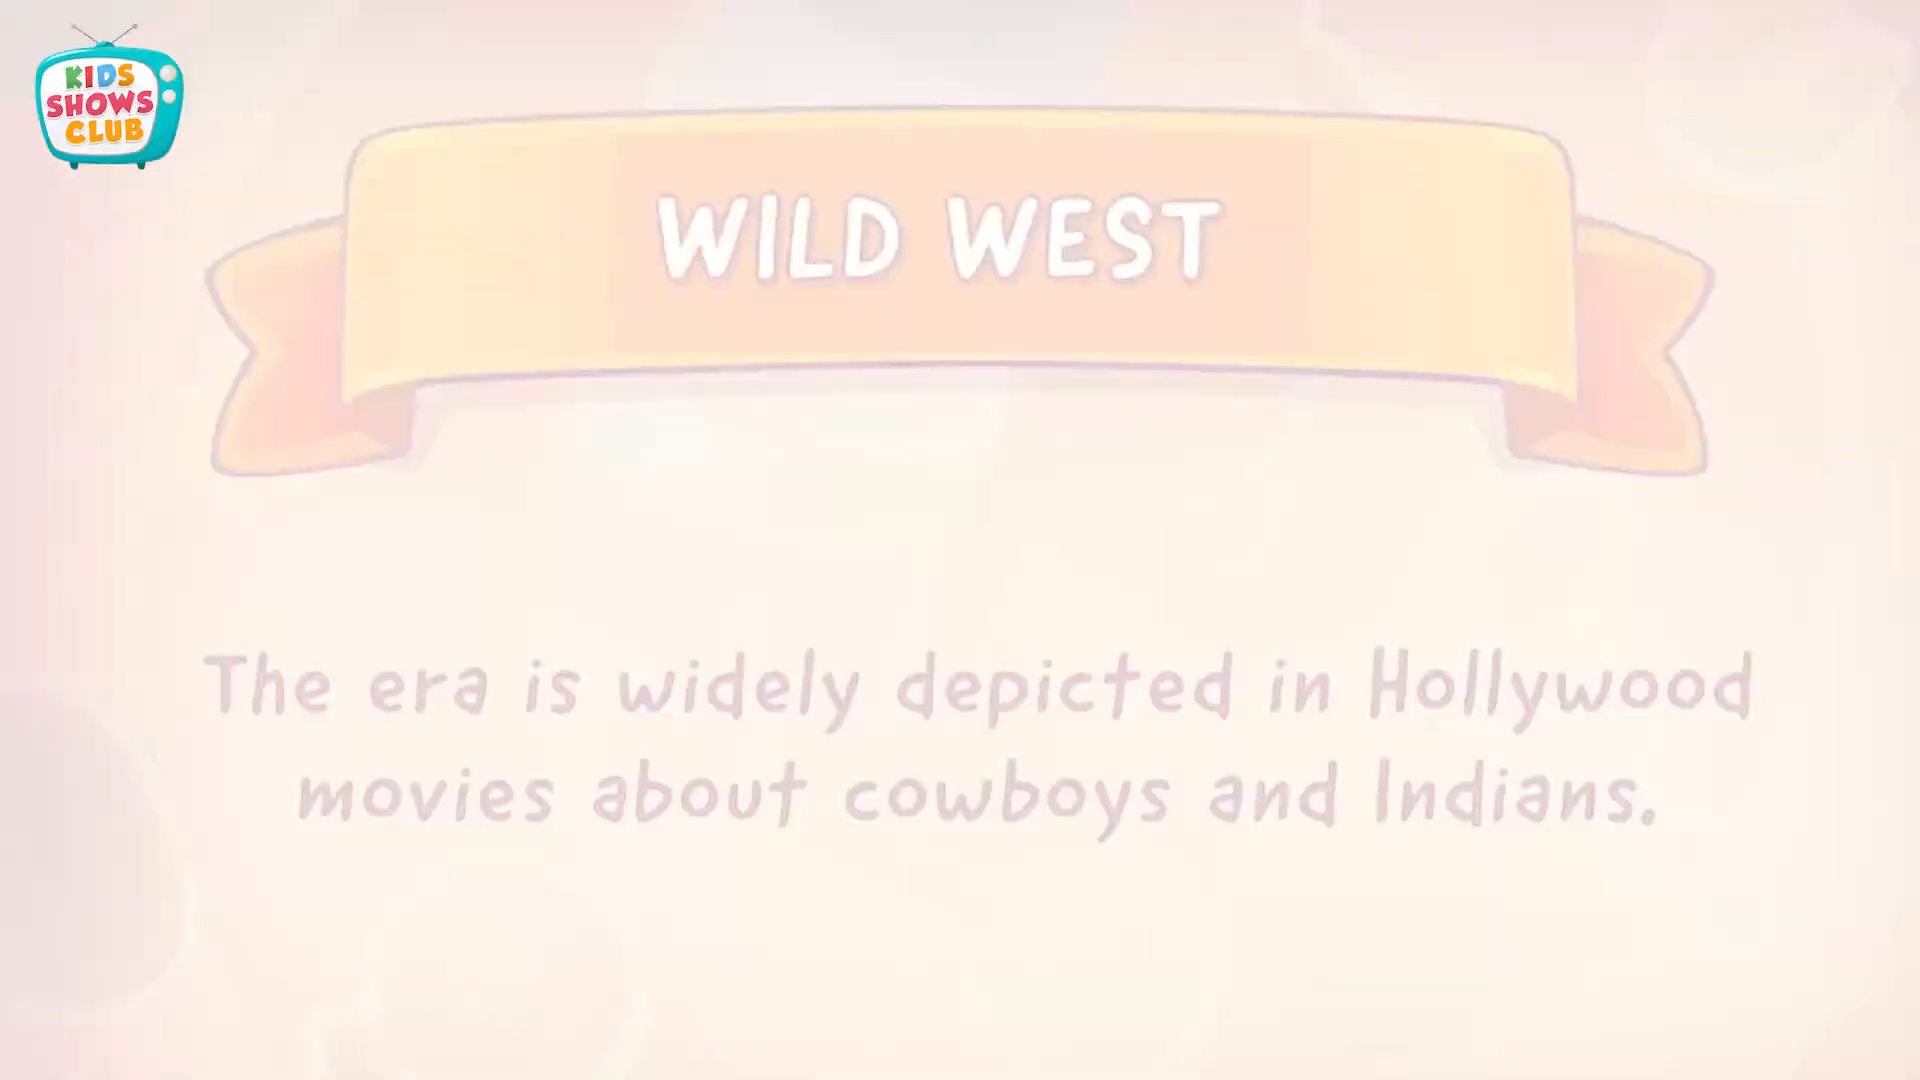 KIDS
SHOWS
CLUB
WILD WEST
The era is widely depicted in Hollywood
movies about cowboys and Indians.